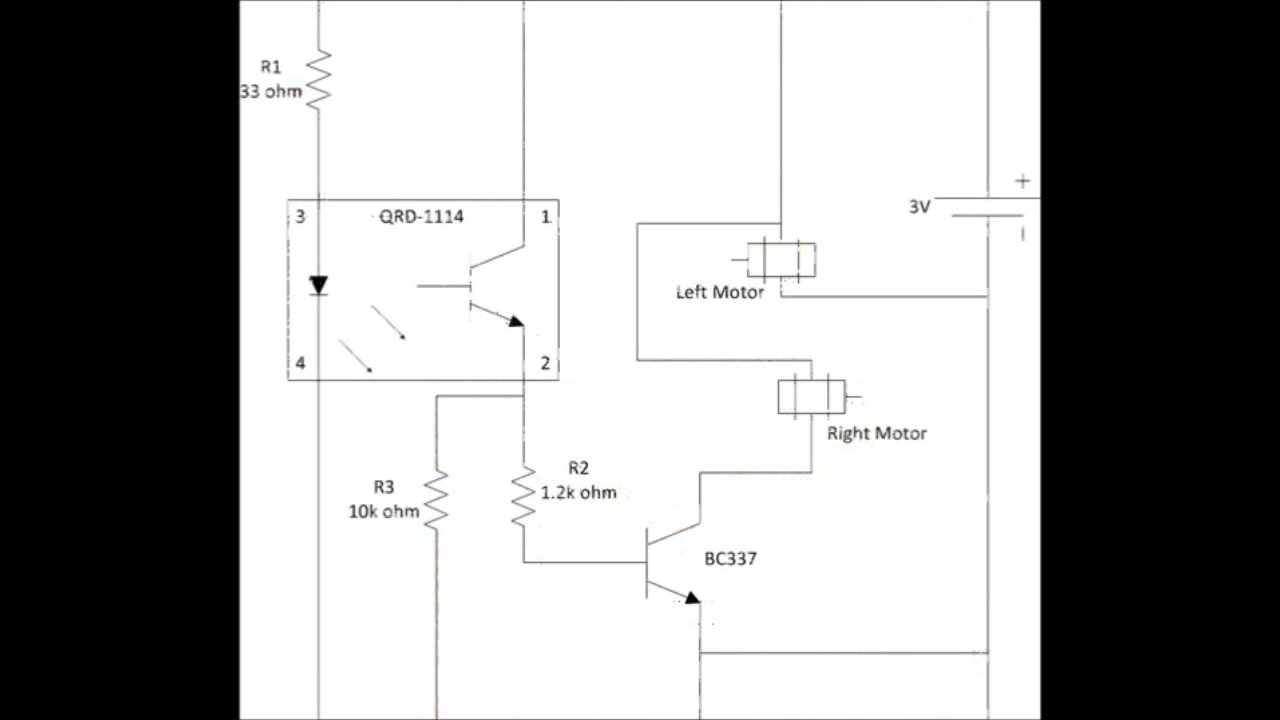 R1
33 ohm
3
QRD-1114
1
+
3V
Left Motor
4
2
Right Motor
R3
10k ohm
R2
1.2k ohm
BC337